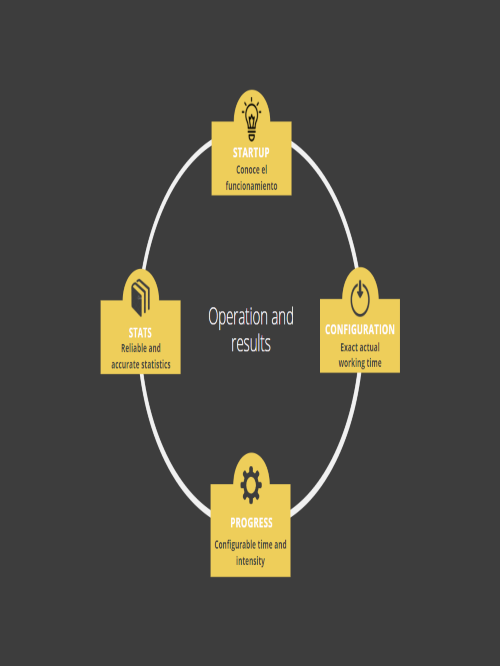 STARTUP
Conoce el
funcionamiento
Operation and
results
STATS
Reliable and
accurate statistics
CONFIGURATION
Exact actual
working time
PROGRESS
Configurable time and
intensity